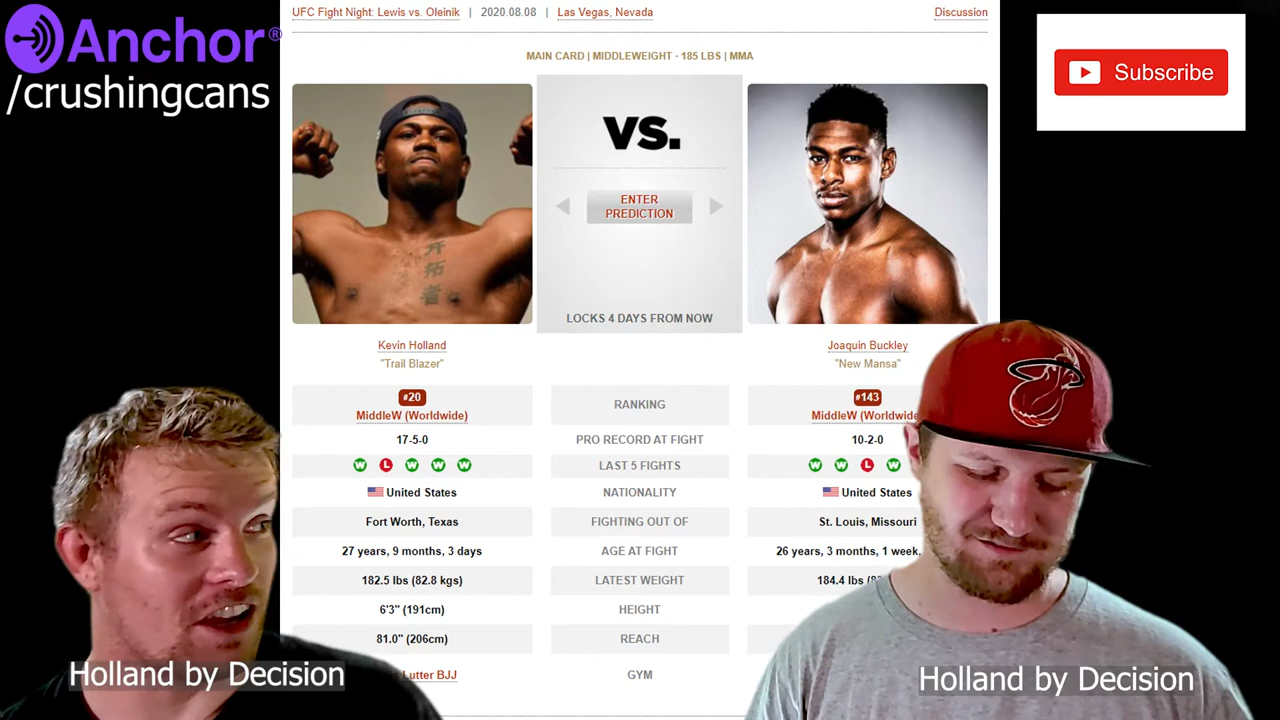 Anchor®
/crushingcans
UFC Fight Night: Lewis vs. Oleinik | 2020.08.08 | Las Vegas, Nevada
Discussion
Subscribe
MAIN CARD | MIDDLEWEIGHT · 185 LBS | MMA
VS.
ENTER
PREDICTION
LOCKS 4 DAYS FROM NOW
开
拓
者
Kevin Holland
Joaquin Buckley
"Trail Blazer"
"New Mansa"
#20
RANKING
#143
MiddleW (Worldwide)
MiddleW (Worldwide
17-5-0
PRO RECORD AT FIGHT
10-2-0
W L W W W
LAST 5 FIGHTS
W W L W
United States
NATIONALITY
United States
Fort Worth, Texas
FIGHTING OUT OF
St. Louis, Missouri
27 years, 9 months, 3 days
AGE AT FIGHT
26 years, 3 months, 1 week,
182.5 lbs (82.8 kgs)
LATEST WEIGHT
184.4 lbs
6'3" (191cm)
HEIGHT
81.0" (206cm)
REACH
Lutter BJJ
GYM
Holland by Decision
Holland by Decision